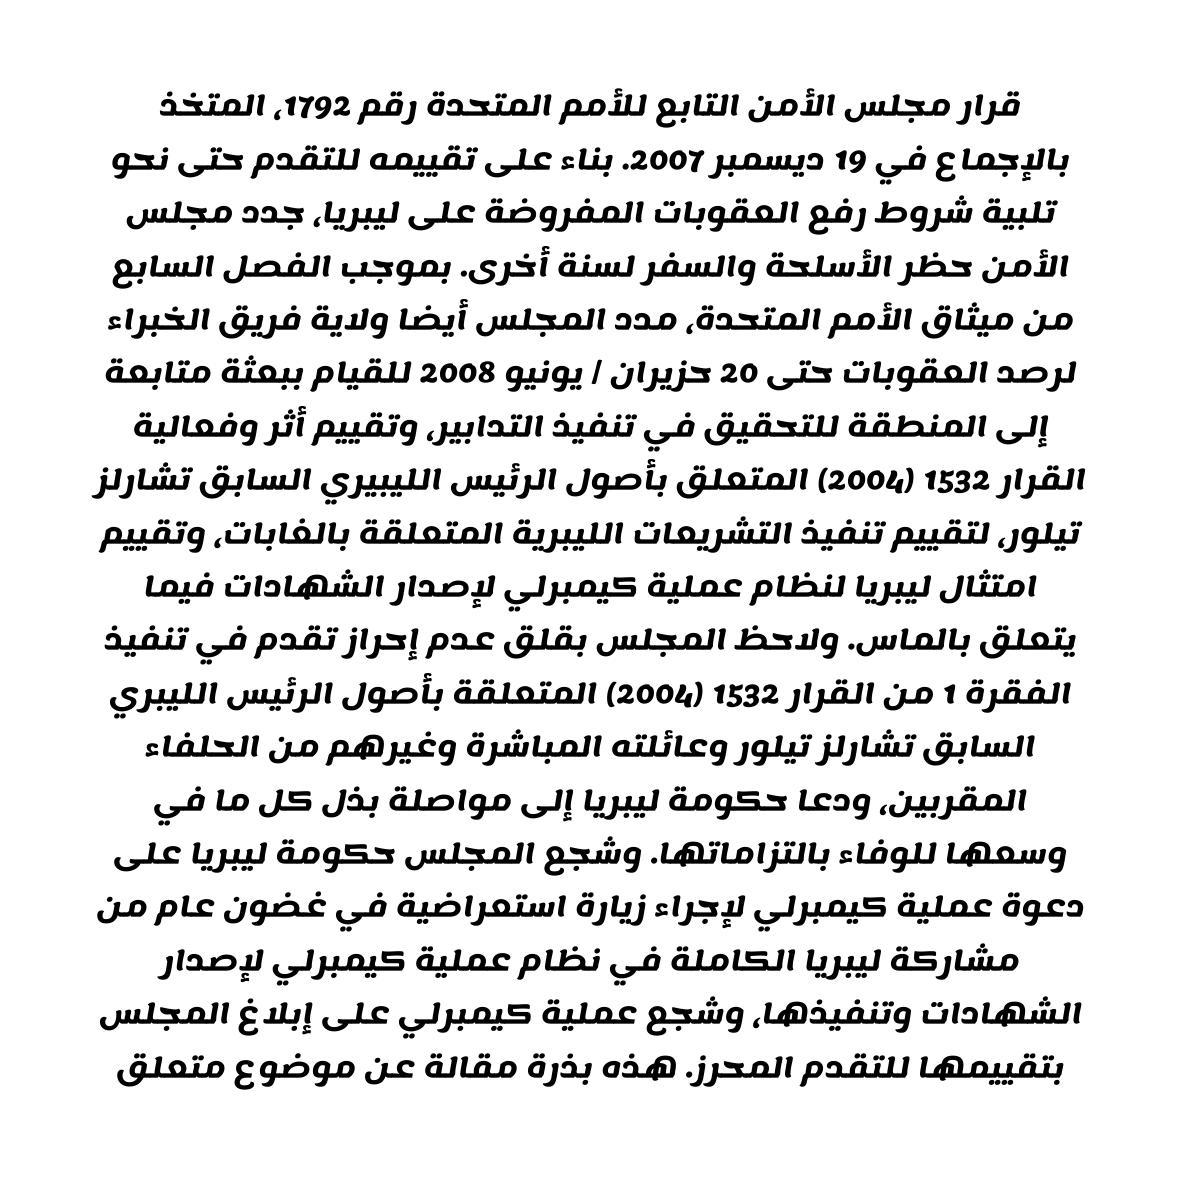 قرار مجلس الأمن التابع للأمم المتحدة رقم 1792، المتخذ
بالإجماع في 19 ديسمبر 2007. بناء على تقييمه للتقدم حتى نحو
تلبية شروط رفع العقوبات المفروضة على ليبريا، جدد مجلس
الأمن حظر الأسلحة والسفر لسنة أخرى. بموجب الفصل السابع
من ميثاق الأمم المتحدة، مدد المجلس أيضا ولاية فريق الخبراء
لرصد العقوبات حتى 20 حزيران / يونيو 2008 للقيام ببعثة متابعة
إلى المنطقة للتحقيق في تنفيذ التدابير، وتقييم أثر وفعالية
القرار 1532 (2004) المتعلق بأصول الرئيس الليبيري السابق تشارلز
تيلور، لتقييم تنفيذ التشريعات الليبرية المتعلقة بالغابات، وتقييم
امتثال ليبريا لنظام عملية كيمبرلي لإصدار الشهادات فيما
يتعلق بالماس. ولاحظ المجلس بقلق عدم إحراز تقدم في تنفيذ
الفقرة 1 من القرار 1532 (2004) المتعلقة بأصول الرئيس الليبري
السابق تشارلز تيلور وعائلته المباشرة وغيرهم من الحلفاء
المقربين، ودعا حكومة ليبريا إلى مواصلة بذل كل ما في
وسعها للوفاء بالتزاماتها. وشجع المجلس حكومة ليبريا على
دعوة عملية كيمبرلي لإجراء زيارة استعراضية في غضون عام من
مشاركة ليبريا الكاملة في نظام عملية كيمبرلي لإصدار
الشهادات وتنفيذها، وشجع عملية كيمبرلي على إبلاغ المجلس
بتقييمها للتقدم المحرز. هذه بذرة مقالة عن موضوع متعلق